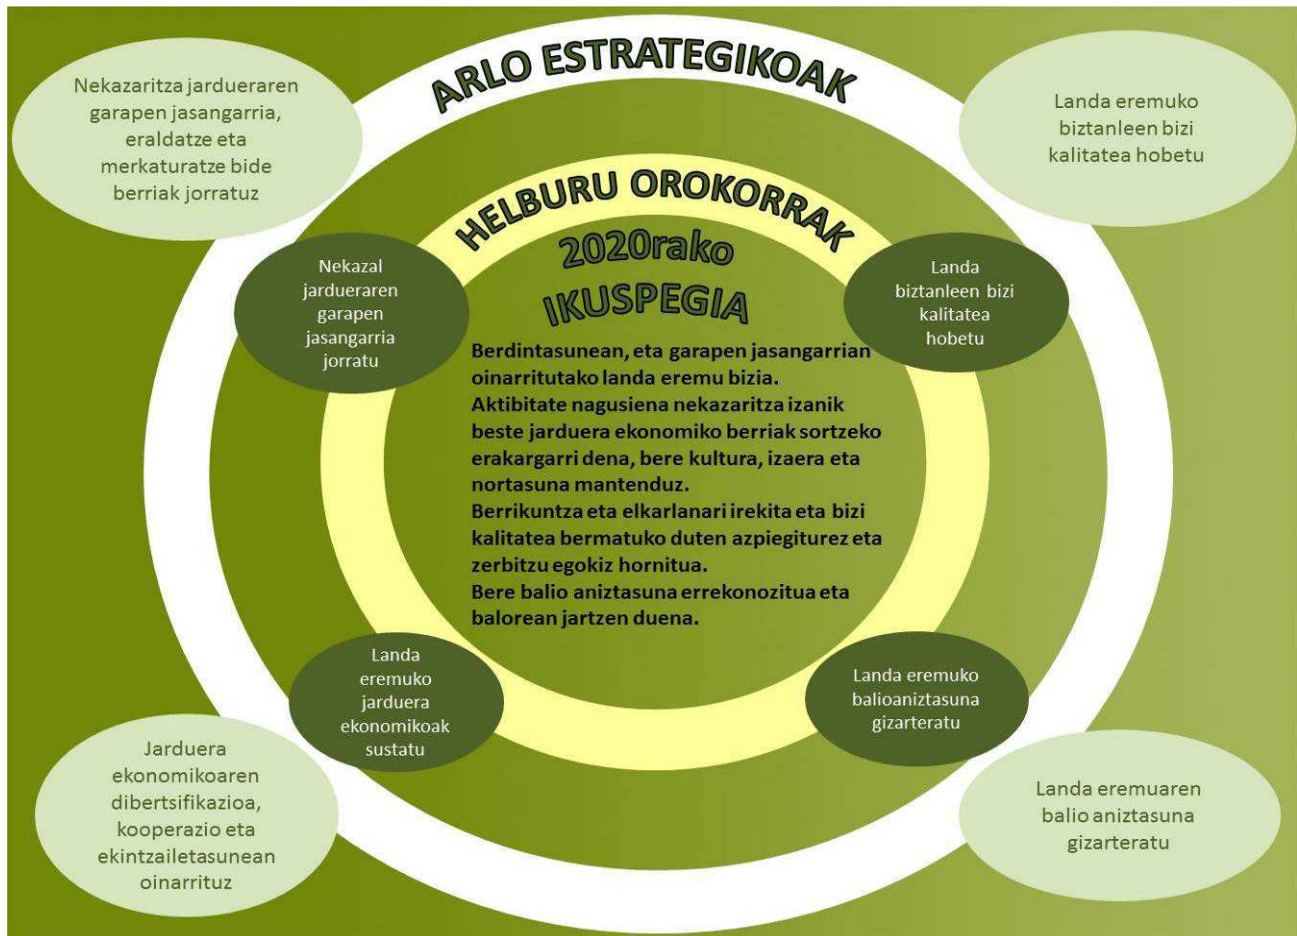 ARLO ESTRATEGIKOAK
Nekazaritza jardueraren
garapen jasangarria,
eraldatze eta
merkaturatze bide
berriak jorratuz
Landa eremuko
biztanleen bizi
kalitatea hobetu
HELBURU OROKORRAK
Nekazal
jardueraren
garapen
jasangarria
jorratu
Landa
biztanleen bizi
kalitatea
hobetu
2020rako
IKUSPEGIA
Berdintasunean, eta garapen jasangarrian
oinarritutako landa eremu bizia.
Aktibitate nagusiena nekazaritza izanik
beste jarduera ekonomiko berriak sortzeko
erakargarri dena, bere kultura, izaera eta
nortasuna mantenduz.
Berrikuntza eta elkarlanari irekita eta bizi
kalitatea bermatuko duten azpiegiturez eta
zerbitzu egokiz hornitua.
Bere balio aniztasuna errekonozitua eta
balorean jartzen duena.
Landa
eremuko
jarduera
ekonomikoak
sustatu
Landa eremuko
balioaniztasuna
gizarteratu
Jarduera
ekonomikoaren
dibertsifikazioa,
kooperazio eta
ekintzailetasunean
oinarrituz
Landa eremuaren
balio aniztasuna
gizarteratu